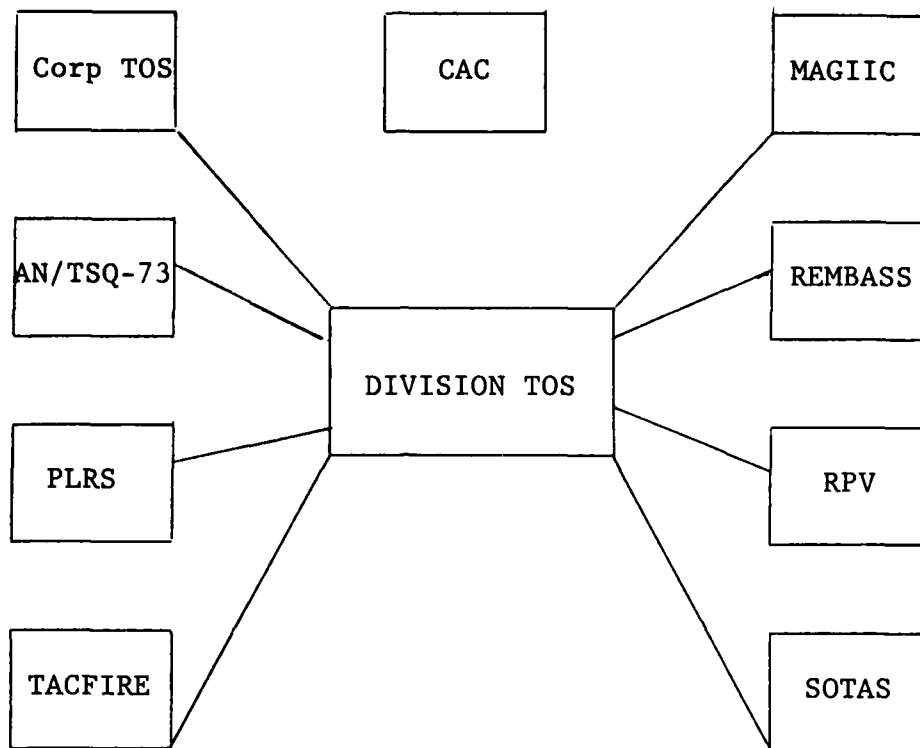 Corp TOS
CAC
MAGIIC
AN/TSQ-73
REMBASS
DIVISION TOS
PLRS
RPV
TACFIRE
SOTAS